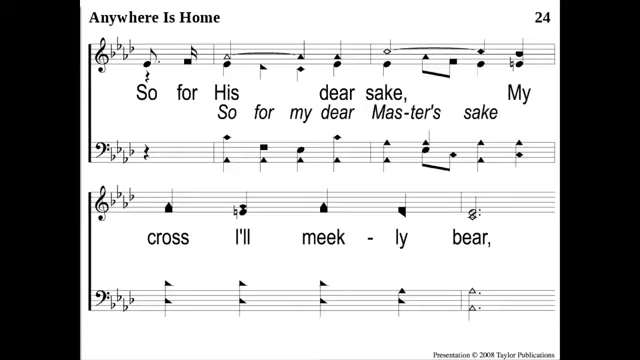 Anywhere Is Home 24
So for His dear sake, My
So for my dear Mas-ter's sake
cross I'll meek - ly bear,
Presentation © 2008 Taylor Publications